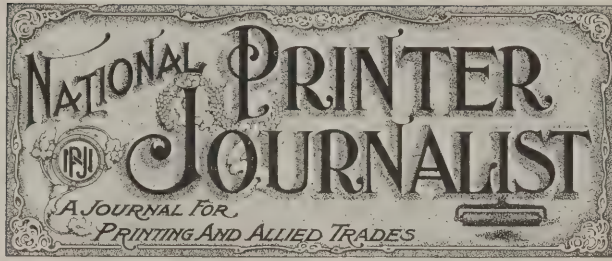 NATIONAL PRINTER
JOURNALIST
A JOURNAL FOR
PRINTING AND ALLIED TRADES